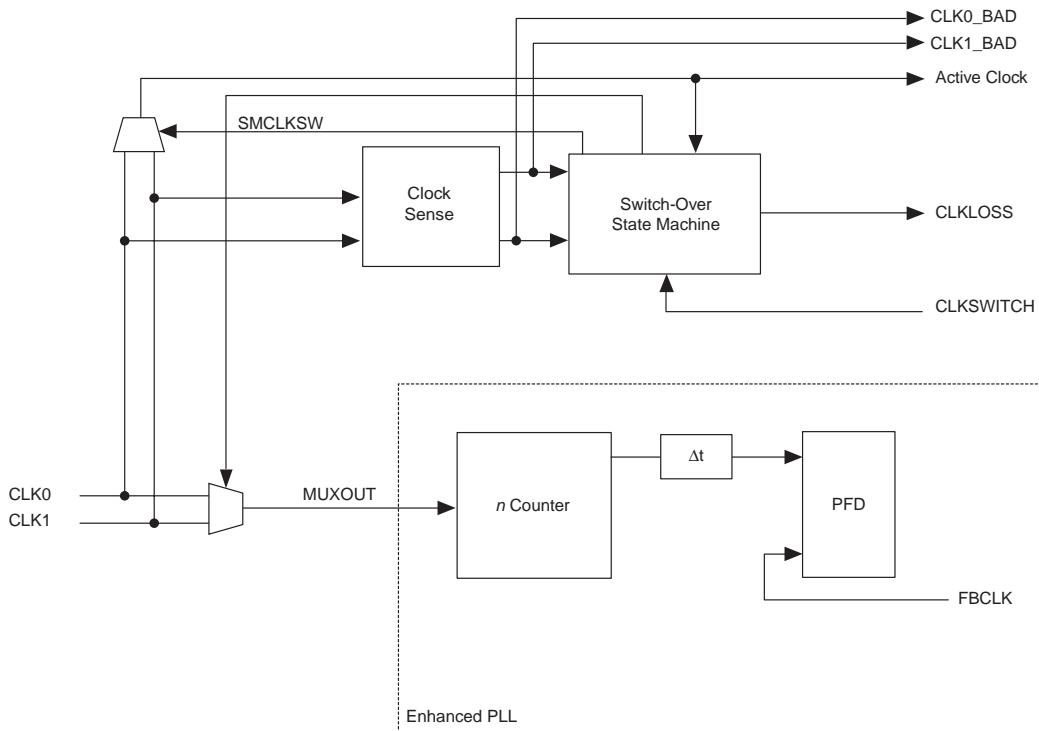 CLK0_BAD
CLK1_BAD
Active Clock
SMCLKSW
Clock
Sense
Switch-Over
State Machine
CLKLOSS
CLKSWITCH
CLK0
CLK1
MUXOUT
n Counter
Δt
PFD
FBCLK
Enhanced PLL